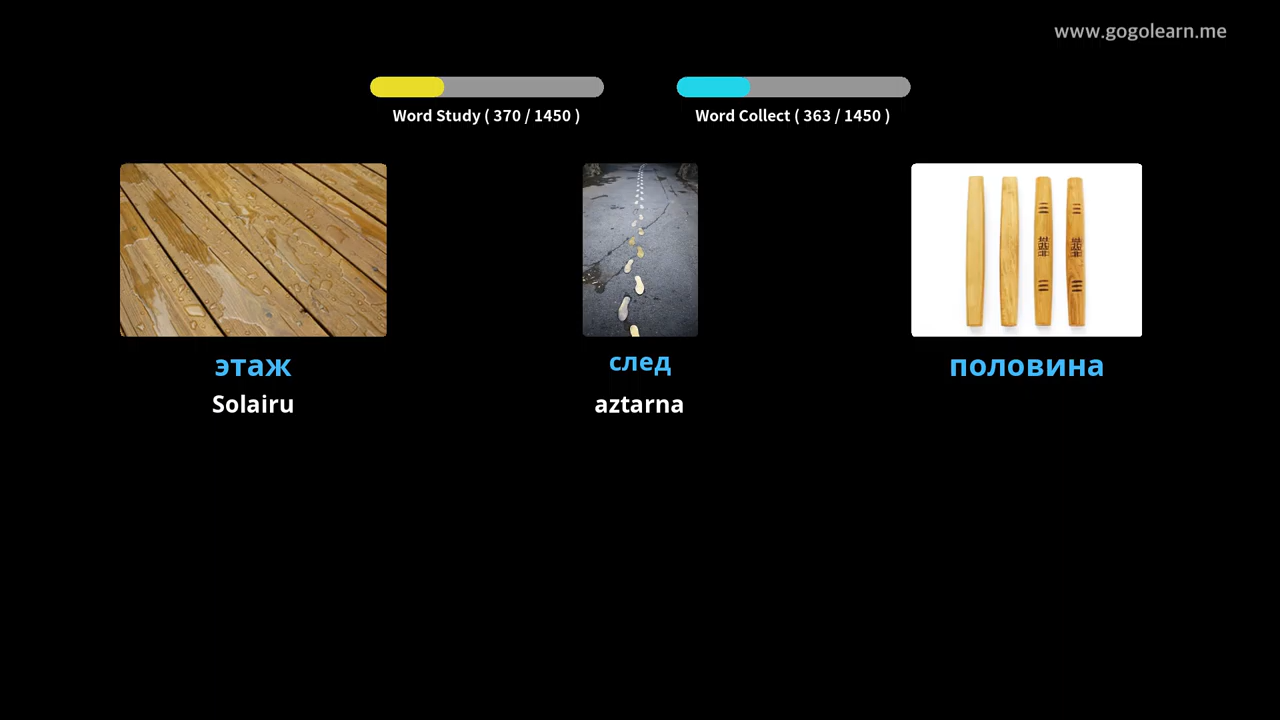 www.gogolearn.me
Word Study ( 370 / 1450 )
Word Collect ( 363 / 1450 )
этаж
след
половина
Solairu
aztarna